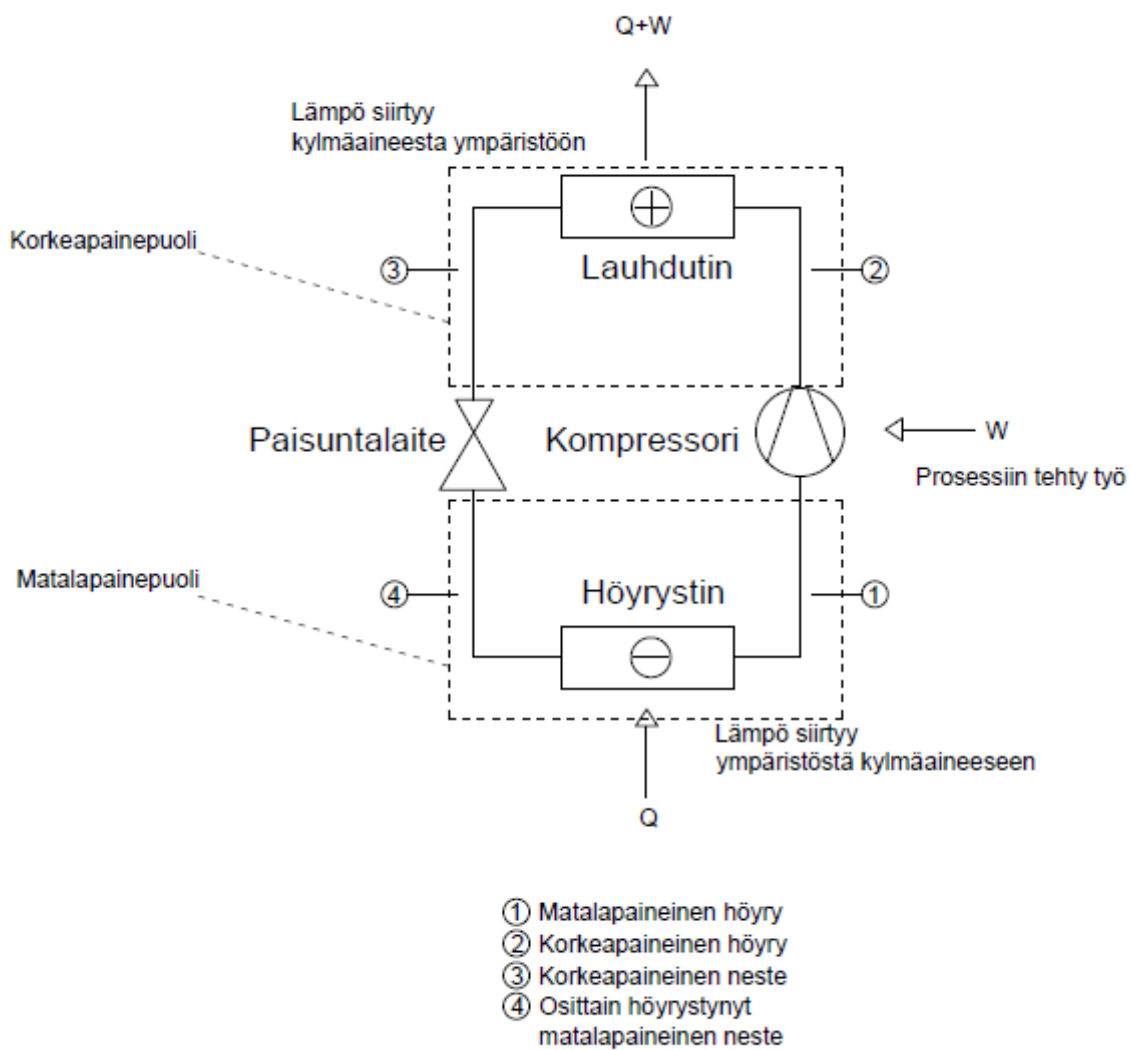 Q+W
Lämpö siirtyy
kylmäaineesta ympäristöön
Korkeapainepuoli
3
Lauhdutin
2
Paisuntalaite
Kompressori
W
Prosessiin tehty työ
Matalapainepuoli
4
Höyrystin
1
Lämpö siirtyy
ympäristöstä kylmäaineeseen
Q
1 Matalapaineinen höyry
2 Korkeapaineinen höyry
3 Korkeapaineinen neste
4 Osittain höyrystynyt
matalapaineinen neste